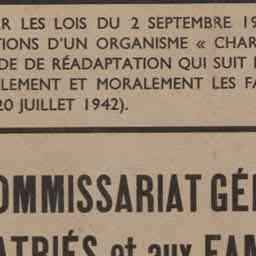 R LES LOIS DU 2 SEPTEMBRE 19
TIONS D'UN ORGANISME « CHAR
DE DE RÉADAPTATION QUI SUIT
LEMENT ET MORALEMENT LES FA
20 JUILLET 1942).
OMMISSARIAT GÉ
ATRIÉS et aux FAM